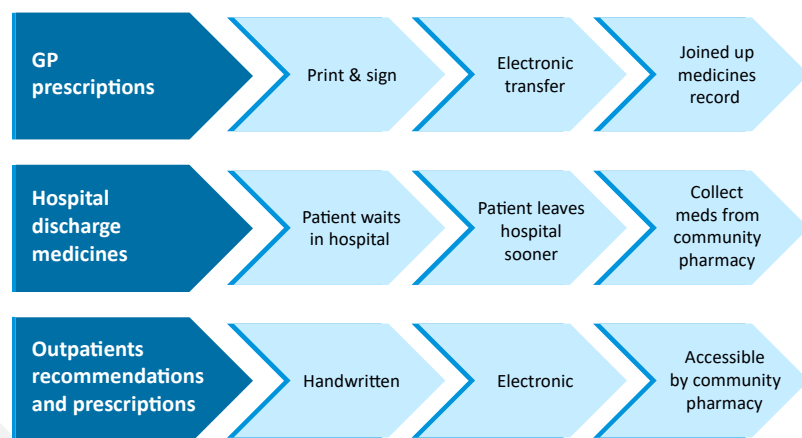 GP
prescriptions
Print & sign
Electronic
transfer
Joined up
medicines
record
Hospital
discharge
medicines
Patient waits
in hospital
Patient leaves
hospital
sooner
Collect
meds from
community
pharmacy
Outpatients
recommendations
and prescriptions
Handwritten
Electronic
Accessible
by community
pharmacy